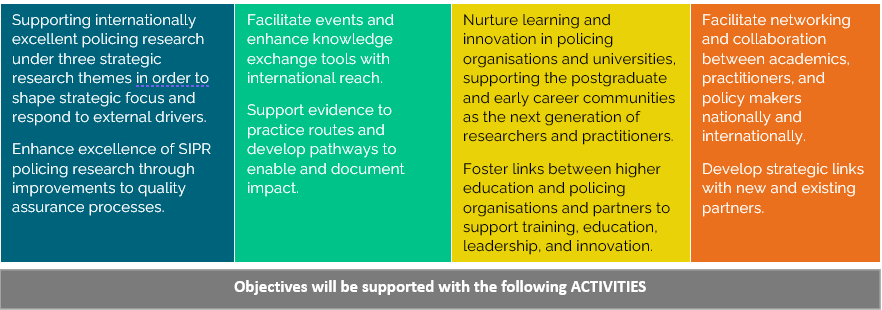 Supporting internationally
excellent policing research
under three strategic
research themes in order to
shape strategic focus and
respond to external drivers.
Enhance excellence of SIPR
policing research through
improvements to quality
assurance processes.
Facilitate events and
enhance knowledge
exchange tools with
international reach.
Support evidence to
practice routes and
develop pathways to
enable and document
impact.
Nurture learning and
innovation in policing
organisations and universities,
supporting the postgraduate
and early career communities
as the next generation of
researchers and practitioners.
Foster links between higher
education and policing
organisations and partners to
support training, education,
leadership, and innovation.
Facilitate networking
and collaboration
between academics,
practitioners, and
policy makers
nationally and
internationally.
Develop strategic links
with new and existing
partners.
Objectives will be supported with the following ACTIVITIES